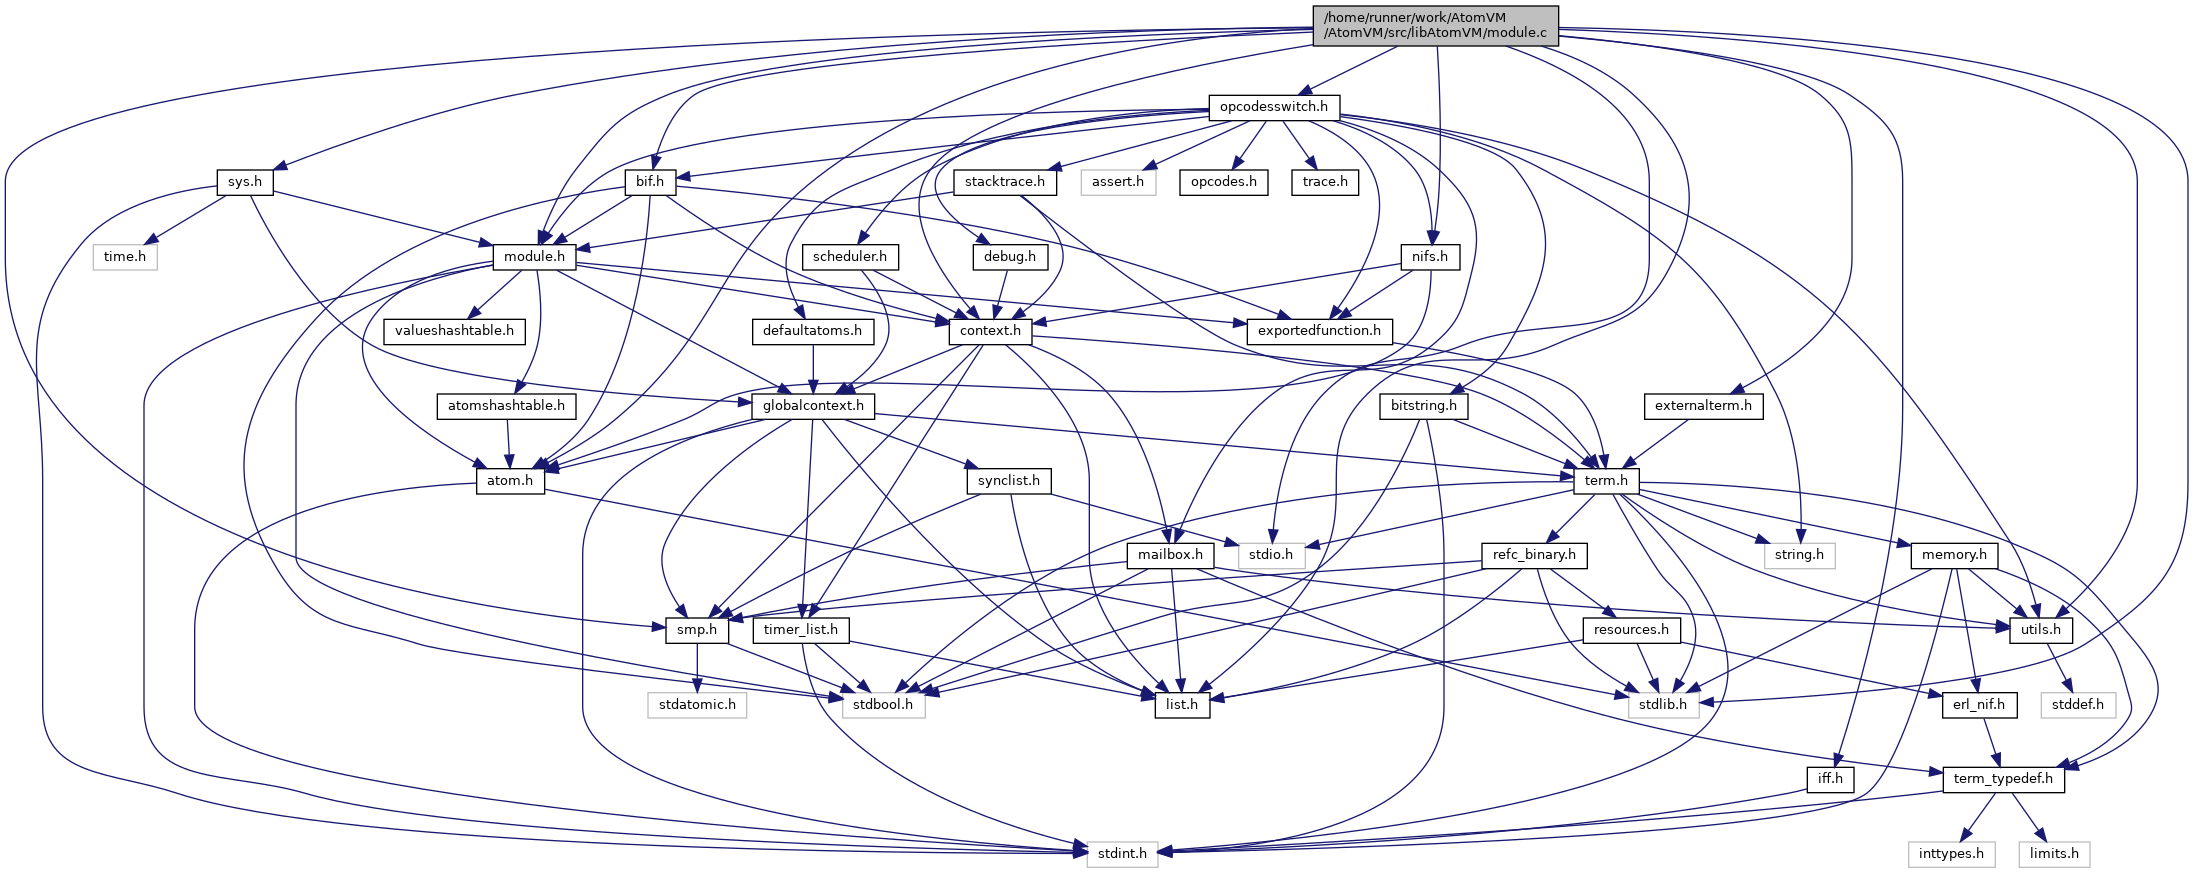 /home/runner/work/AtomVM
/AtomVM/src/libAtomVM/module.c
opcodesswitch.h
sys.h
bif.h
stacktrace.h
assert.h
opcodes.h
trace.h
time.h
module.h
scheduler.h
debug.h
nifs.h
valueshashtable.h
defaultatoms.h
context.h
exportedfunction.h
atomshashtable.h
globalcontext.h
bitstring.h
externalterm.h
atom.h
synclist.h
term.h
mailbox.h
stdio.h
refc_binary.h
string.h
memory.h
smp.h
timer_list.h
resources.h
utils.h
stdatomic.h
stdbool.h
list.h
stdlib.h
erl_nif.h
stddef.h
iff.h
term_typedef.h
stdint.h
inttypes.h
limits.h